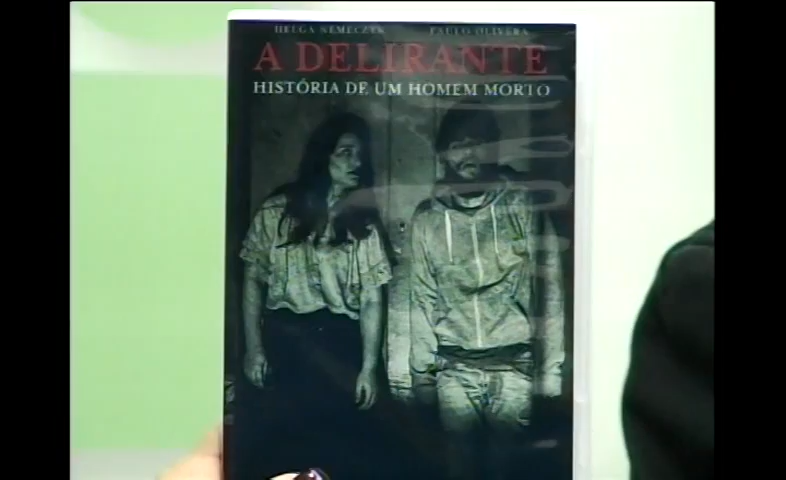 HELGA NEMECZYK PAULO OLIVERA
A DELIRANTE
HISTÓRIA DE UM HOMEM MORTO